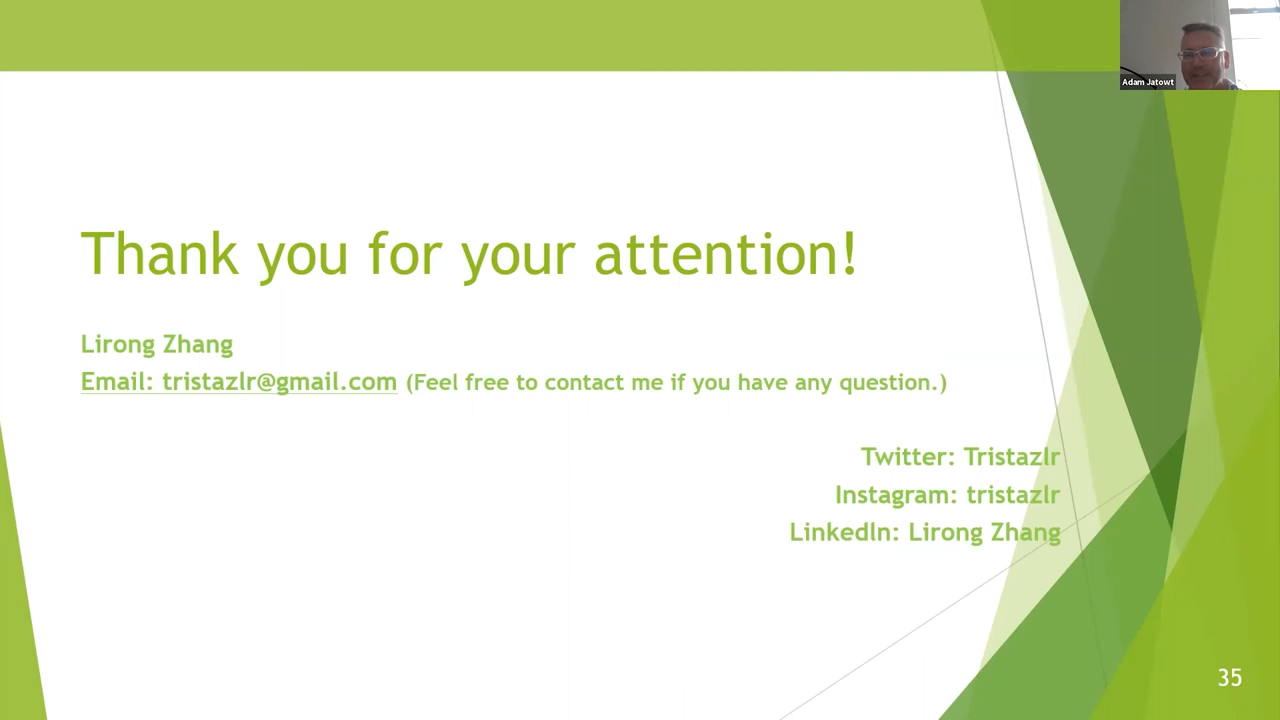 Adam Jatowt
Thank you for your attention!
Lirong Zhang
Email: tristazlr@gmail.com (Feel free to contact me if you have any question.)
Twitter: Tristazlr
Instagram: tristazlr
LinkedIn: Lirong Zhang
35